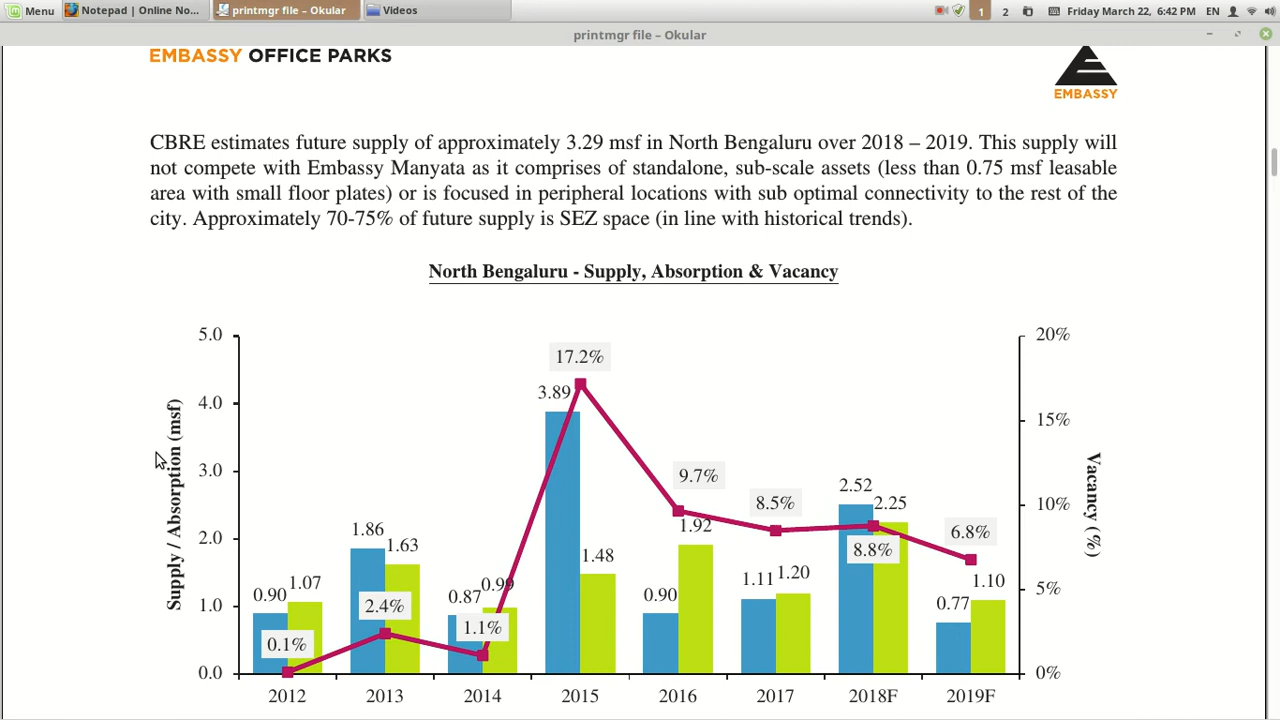 Menu
Notepad | Online No...
printmgr file – Okular
Videos
1
2
Friday March 22, 6:42 PM
EN
printmgr file – Okular
EMBASSY OFFICE PARKS
EMBASSY
CBRE estimates future supply of approximately 3.29 msf in North Bengaluru over 2018 – 2019. This supply will
not compete with Embassy Manyata as it comprises of standalone, sub-scale assets (less than 0.75 msf leasable
area with small floor plates) or is focused in peripheral locations with sub optimal connectivity to the rest of the
city. Approximately 70-75% of future supply is SEZ space (in line with historical trends).
North Bengaluru - Supply, Absorption & Vacancy
Supply / Absorption (msf)
5.0
4.0
3.0
2.0
1.0
0.0
0.90
1.07
0.1%
1.86
1.63
2.4%
0.87
0.99
1.1%
17.2%
3.89
1.48
9.7%
0.90
1.92
8.5%
1.11
1.20
2.52
2.25
8.8%
6.8%
0.77
1.10
20%
15%
10%
5%
0%
Vacancy (%)
2012
2013
2014
2015
2016
2017
2018F
2019F